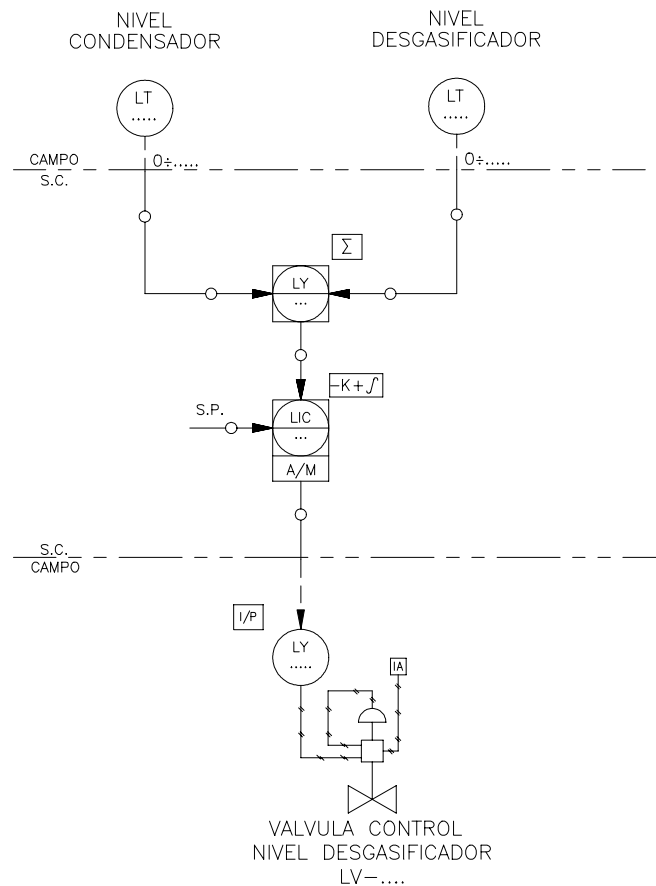 NIVEL
CONDENSADOR
NIVEL
DESGASIFICADOR
LT
.....
LT
.....
CAMPO
0÷.....
0÷.....
S.C.
Σ
LY
...
-K+∫
S.P.
LIC
...
A/M
S.C.
CAMPO
I/P
LY
.....
IA
VALVULA CONTROL
NIVEL DESGASIFICADOR
LV-....